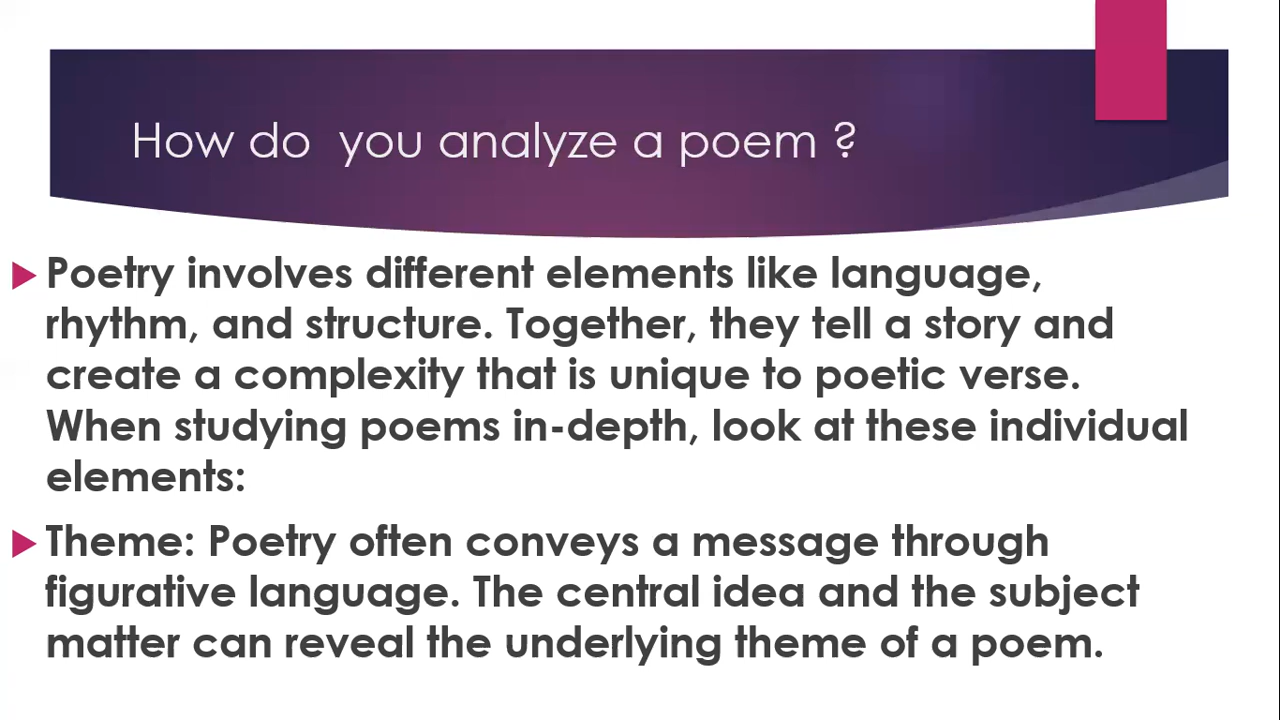 How do  you analyze a poem ?
Poetry involves different elements like language,
rhythm, and structure. Together, they tell a story and
create a complexity that is unique to poetic verse.
When studying poems in-depth, look at these individual
elements:
Theme: Poetry often conveys a message through
figurative language. The central idea and the subject
matter can reveal the underlying theme of a poem.